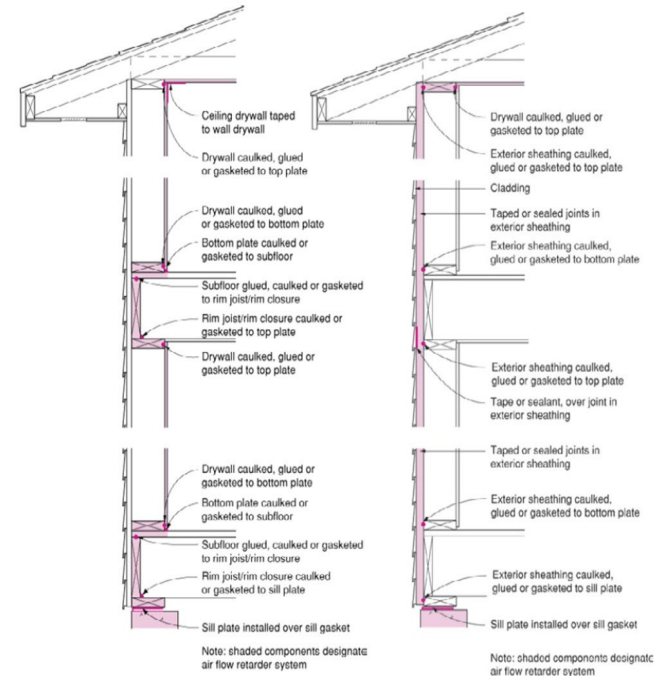 Ceiling drywall taped
to wall drywall
Drywall caulked, glued
or gasketed to top plate
Drywall caulked, glued
or gasketed to bottom plate
Bottom plate caulked or
gasketed to subfloor
Subfloor glued, caulked or gasketed
to rim joist/rim closure
Rim joist/rim closure caulked or
gasketed to top plate
Drywall caulked, glued or
gasketed to top plate
Drywall caulked, glued or
gasketed to bottom plate
Bottom plate caulked or
gasketed to subfloor
Subfloor glued, caulked or gasketed
to rim joist/rim closure
Rim joist/rim closure caulked
or gasketed to sill plate
Sill plate installed over sill gasket
Note: shaded components designate
air flow retarder system
Drywall caulked, glued or
gasketed to top plate
Exterior sheathing caulked,
glued or gasketed to top plate
Cladding
Taped or sealed joints in
exterior sheathing
Exterior sheathing caulked,
glued or gasketed to bottom plate
Exterior sheathing caulked,
glued or gasketed to top plate
Tape or sealant, over joint in
exterior sheathing
Taped or sealed joints in
exterior sheathing
Exterior sheathing caulked,
glued or gasketed to bottom plate
Exterior sheathing caulked,
glued or gasketed to sill plate
Sill plate installed over sill gasket
Note: shaded components designate
air flow retarder system